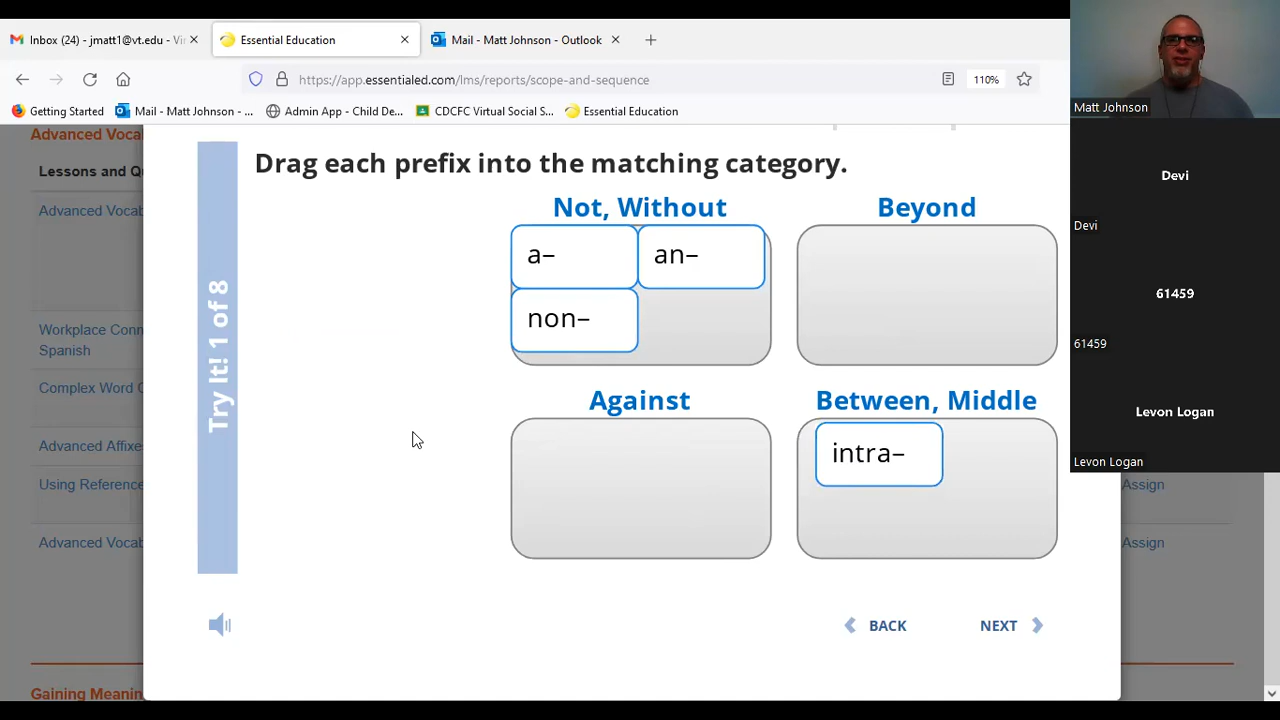 Inbox (24) - jmatt1@vt.edu - Vir
Essential Education
Mail - Matt Johnson - Outlook
https://app.essentialed.com/lms/reports/scope-and-sequence
110%
Getting Started
Mail - Matt Johnson - ...
Admin App - Child De...
CDCFC Virtual Social S...
Essential Education
Matt Johnson
Devi
Devi
61459
61459
Levon Logan
Levon Logan
Advanced Vocab
Lessons and Qu
Advanced Vocab
Workplace Conn
Spanish
Complex Word
Advanced Affixes
Using Reference
Advanced Vocab
Gaining Meanin
Assign
Assign
Try It! 1 of 8
Drag each prefix into the matching category.
Not, Without
a–
an–
non–
Beyond
Against
Between, Middle
intra–
BACK
NEXT